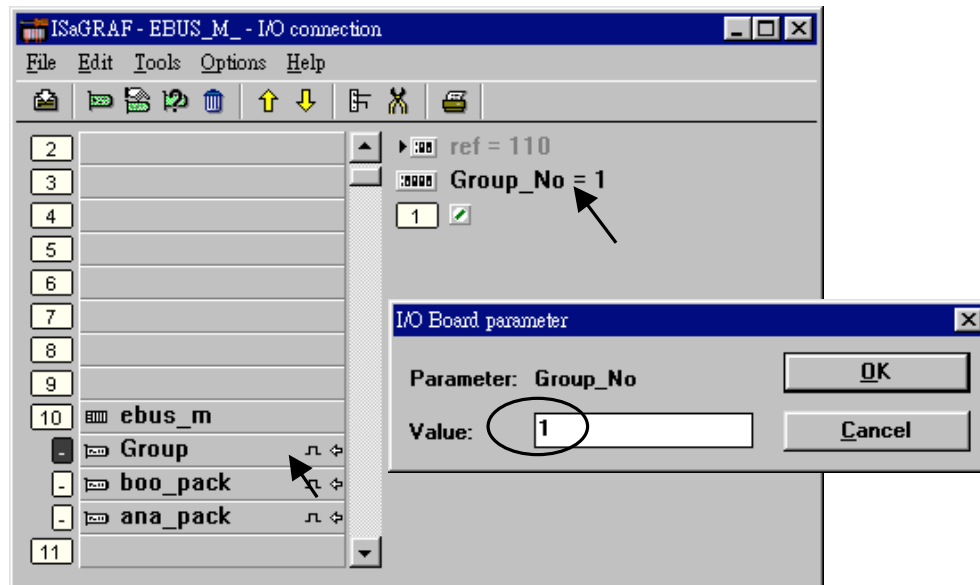 ISaGRAF - EBUS_M_ - I/O connection
File Edit Tools Options Help
2
3
4
5
6
7
8
9
10 ebus_m
- Group
- boo_pack
- ana_pack
11
ref = 110
Group_No = 1
1
I/O Board parameter
Parameter: Group_No
OK
Value: 1
Cancel